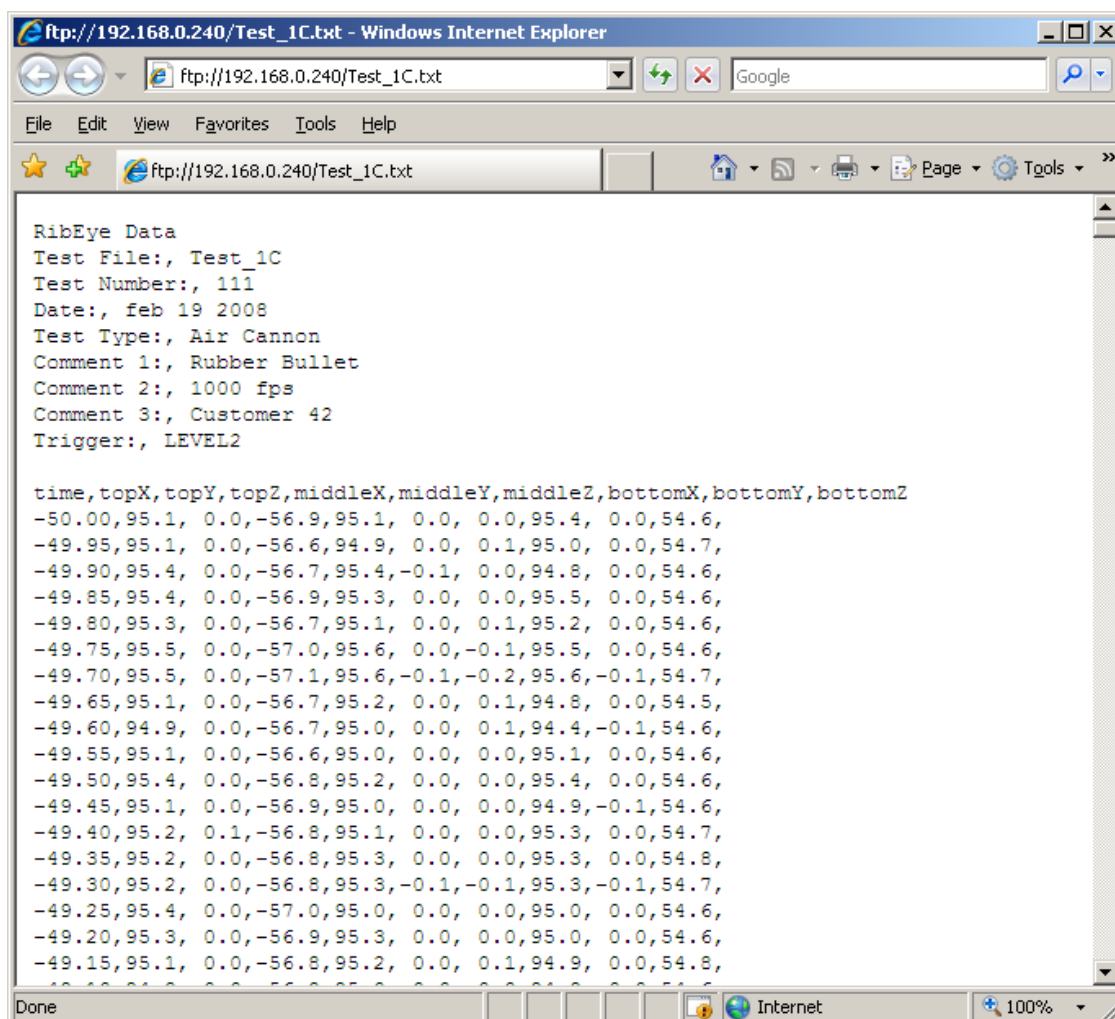 ftp://192.168.0.240/Test_1C.txt - Windows Internet Explorer
ftp://192.168.0.240/Test_1C.txt
Google
File Edit View Favorites Tools Help
ftp://192.168.0.240/Test_1C.txt
Page Tools »
RibEye Data
Test File:, Test_1C
Test Number:, 111
Date:, feb 19 2008
Test Type:, Air Cannon
Comment 1:, Rubber Bullet
Comment 2:, 1000 fps
Comment 3:, Customer 42
Trigger:, LEVEL2
time,topX,topY,topZ,middleX,middleY,middleZ,bottomX,bottomY,bottomZ
-50.00,95.1, 0.0,-56.9,95.1, 0.0, 0.0,95.4, 0.0,54.6,
-49.95,95.1, 0.0,-56.6,94.9, 0.0, 0.1,95.0, 0.0,54.7,
-49.90,95.4, 0.0,-56.7,95.4,-0.1, 0.0,94.8, 0.0,54.6,
-49.85,95.4, 0.0,-56.9,95.3, 0.0, 0.0,95.5, 0.0,54.6,
-49.80,95.3, 0.0,-56.7,95.1, 0.0, 0.1,95.2, 0.0,54.6,
-49.75,95.5, 0.0,-57.0,95.6, 0.0,-0.1,95.5, 0.0,54.6,
-49.70,95.5, 0.0,-57.1,95.6,-0.1,-0.2,95.6,-0.1,54.7,
-49.65,95.1, 0.0,-56.7,95.2, 0.0, 0.1,94.8, 0.0,54.5,
-49.60,94.9, 0.0,-56.7,95.0, 0.0, 0.1,94.4,-0.1,54.6,
-49.55,95.1, 0.0,-56.6,95.0, 0.0, 0.0,95.1, 0.0,54.6,
-49.50,95.4, 0.0,-56.8,95.2, 0.0, 0.0,95.4, 0.0,54.6,
-49.45,95.1, 0.0,-56.9,95.0, 0.0, 0.0,94.9,-0.1,54.6,
-49.40,95.2, 0.1,-56.8,95.1, 0.0, 0.0,95.3, 0.0,54.7,
-49.35,95.2, 0.0,-56.8,95.3, 0.0, 0.0,95.3, 0.0,54.8,
-49.30,95.2, 0.0,-56.8,95.3,-0.1,-0.1,95.3,-0.1,54.7,
-49.25,95.4, 0.0,-57.0,95.0, 0.0, 0.0,95.0, 0.0,54.6,
-49.20,95.3, 0.0,-56.9,95.3, 0.0, 0.0,95.0, 0.0,54.6,
-49.15,95.1, 0.0,-56.8,95.2, 0.0, 0.1,94.9, 0.0,54.8,
Done Internet 100%